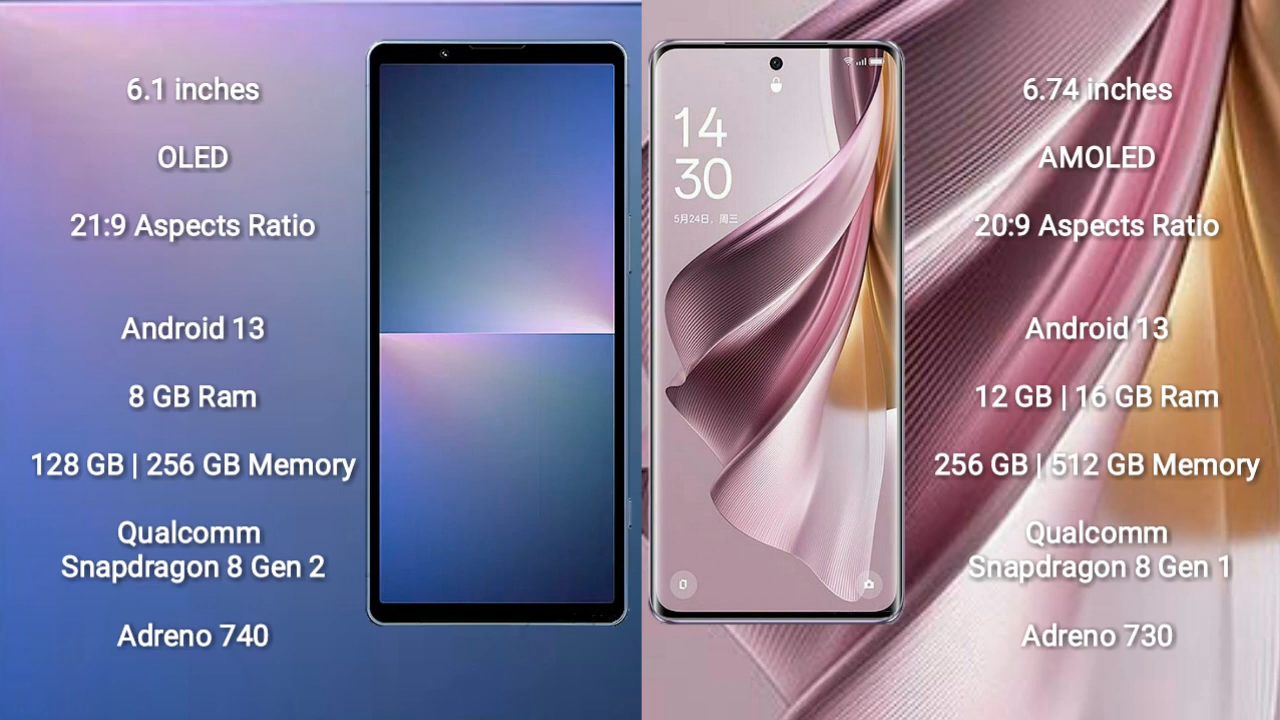 6.1 inches
OLED
21:9 Aspects Ratio
Android 13
8 GB Ram
128 GB | 256 GB Memory
Qualcomm
Snapdragon 8 Gen 2
Adreno 740
14
30
5月24日，周三
6.74 inches
AMOLED
20:9 Aspects Ratio
Android 13
12 GB | 16 GB Ram
256 GB | 512 GB Memory
Qualcomm
Snapdragon 8 Gen 1
Adreno 730